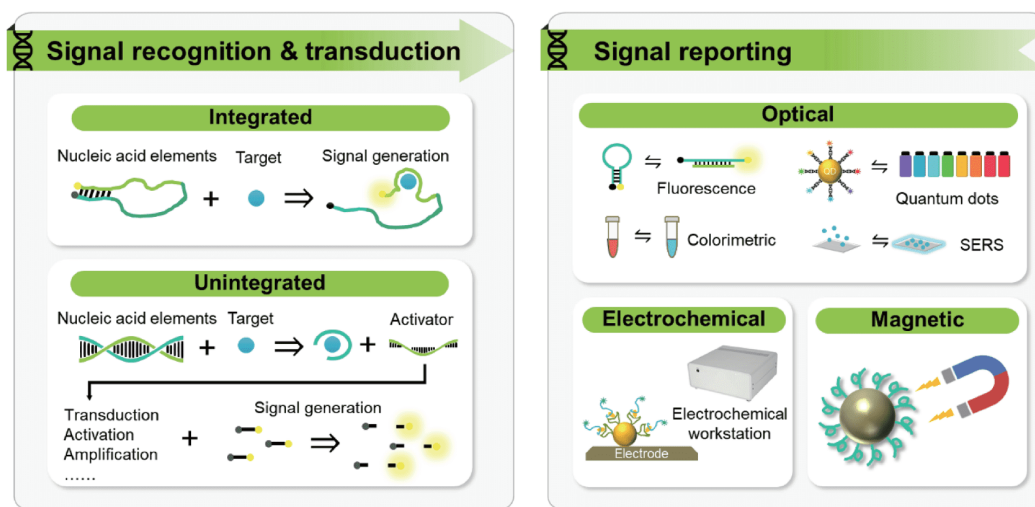 Signal recognition & transduction
Integrated
Nucleic acid elements
Target
Signal generation
+
⇒
Unintegrated
Nucleic acid elements
Target
Activator
+
⇒
+
Transduction
Activation
Amplification
......
+
Signal generation
⇒
Signal reporting
Optical
Fluorescence
QD
Quantum dots
Colorimetric
SERS
Electrochemical
Electrochemical
workstation
Electrode
Magnetic